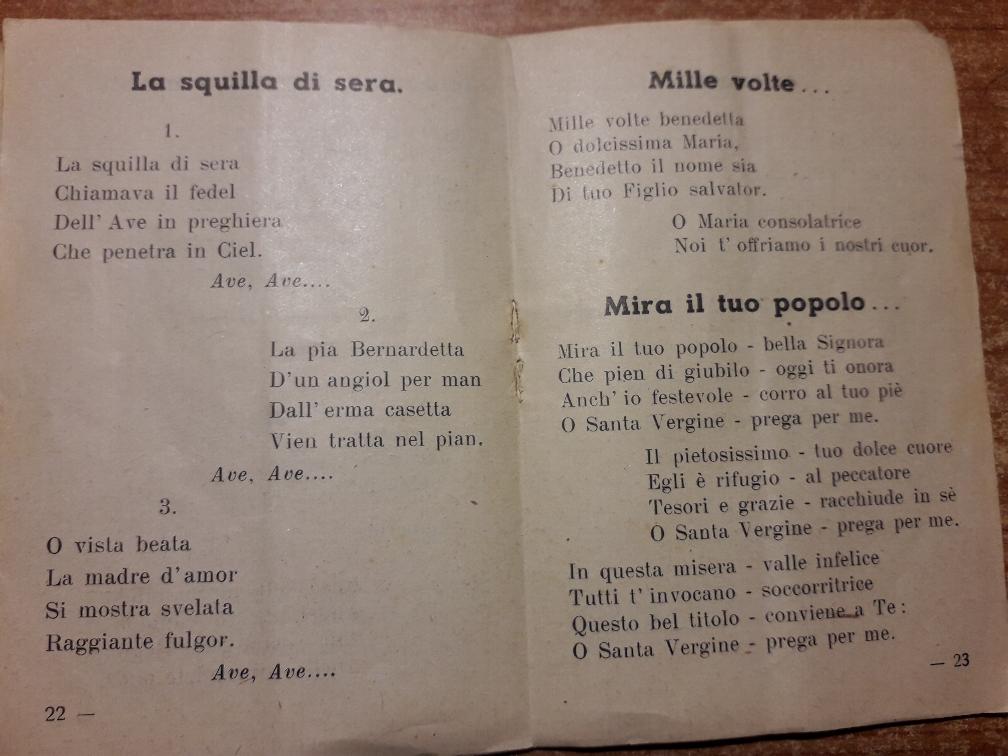 La squilla di sera.
1.
La squilla di sera
Chiamava il fedel
Dell' Ave in preghiera
Che penetra in Ciel.
Ave, Ave....
2.
La pia Bernardetta
D'un angiol per man
Dall' erma casetta
Vien tratta nel pian.
Ave, Ave....
3.
O vista beata
La madre d'amor
Si mostra svelata
Raggiante fulgor.
Ave, Ave....
22 —
Mille volte...
Mille volte benedetta
O dolcissima Maria,
Benedetto il nome sia
Di tuo Figlio salvator.
O Maria consolatrice
Noi t' offriamo i nostri cuor.
Mira il tuo popolo...
Mira il tuo popolo - bella Signora
Che pien di giubilo - oggi ti onora
Anch' io festevole - corro al tuo piè
O Santa Vergine - prega per me.
Il pietosissimo - tuo dolce cuore
Egli è rifugio - al peccatore
Tesori e grazie - racchiude in sè
O Santa Vergine - prega per me.
In questa misera - valle infelice
Tutti t' invocano - soccorritrice
Questo bel titolo - conviene a Te:
O Santa Vergine - prega per me.
— 23